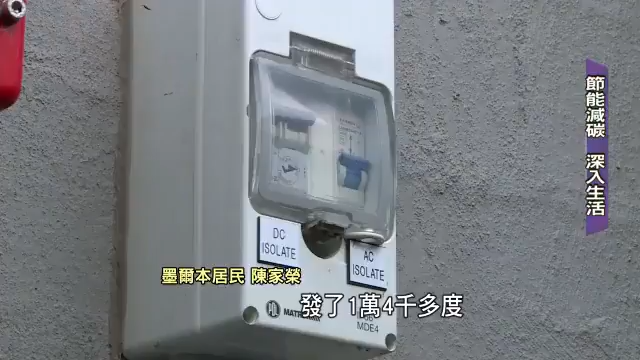 節能減碳 深入生活
DC
ISOLATE
AC
ISOLATE
墨爾本居民 陳家榮
發了1萬4千多度
PDL
MDE4